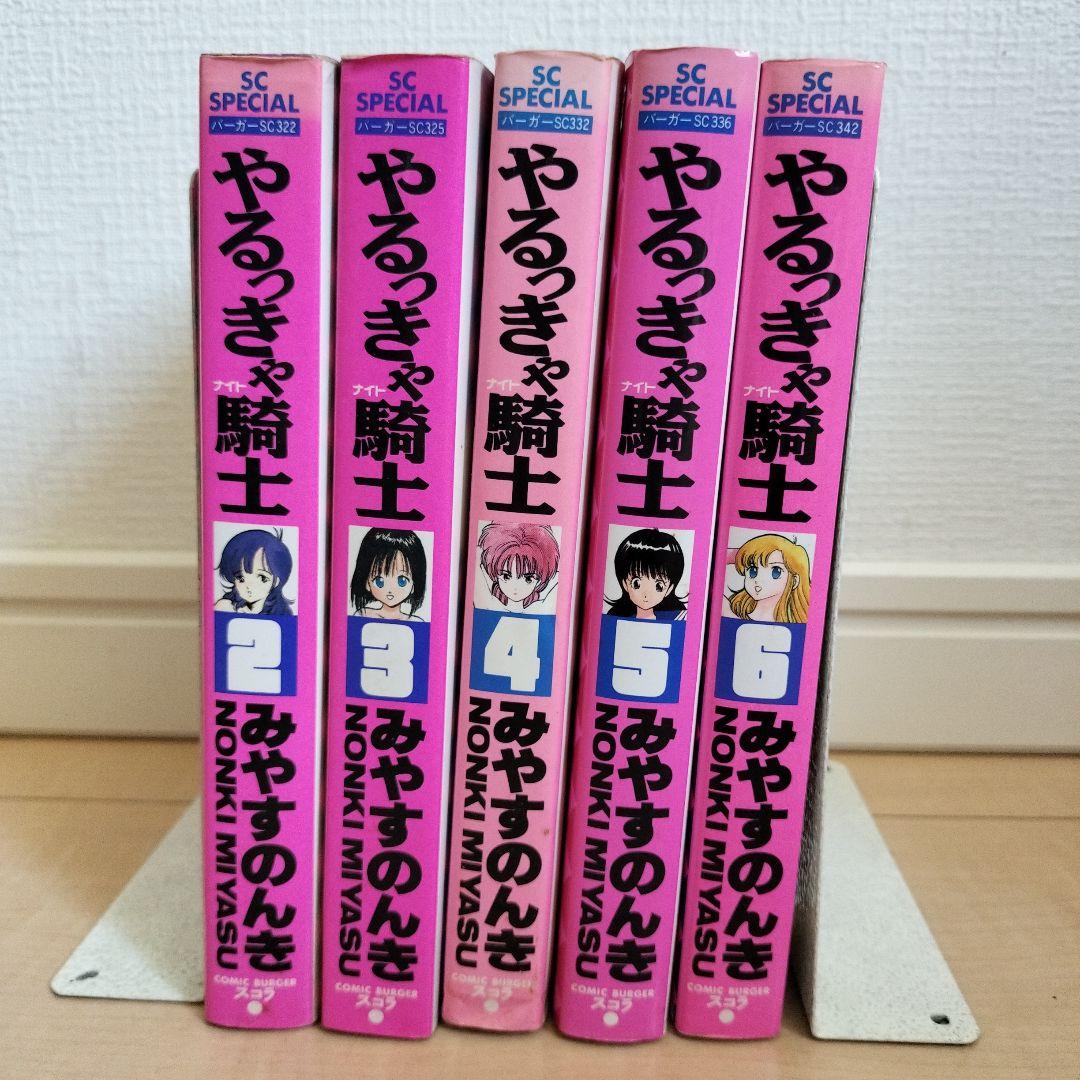 SC
SPECIAL
バーガーSC322
やるっきゃ騎士
ナイト
2
みやすのんき
NONKI MIYASU
COMIC BURGER
スコラ
SC
SPECIAL
バーガーSC325
やるっきゃ騎士
ナイト
3
みやすのんき
NONKI MIYASU
COMIC BURGER
スコラ
SC
SPECIAL
バーガーSC332
やるっきゃ騎士
ナイト
4
みやすのんき
NONKI MIYASU
COMIC BURGER
スコラ
SC
SPECIAL
バーガーSC336
やるっきゃ騎士
ナイト
5
みやすのんき
NONKI MIYASU
COMIC BURGER
スコラ
SC
SPECIAL
バーガーSC342
やるっきゃ騎士
ナイト
6
みやすのんき
NONKI MIYASU
COMIC BURGER
スコラ